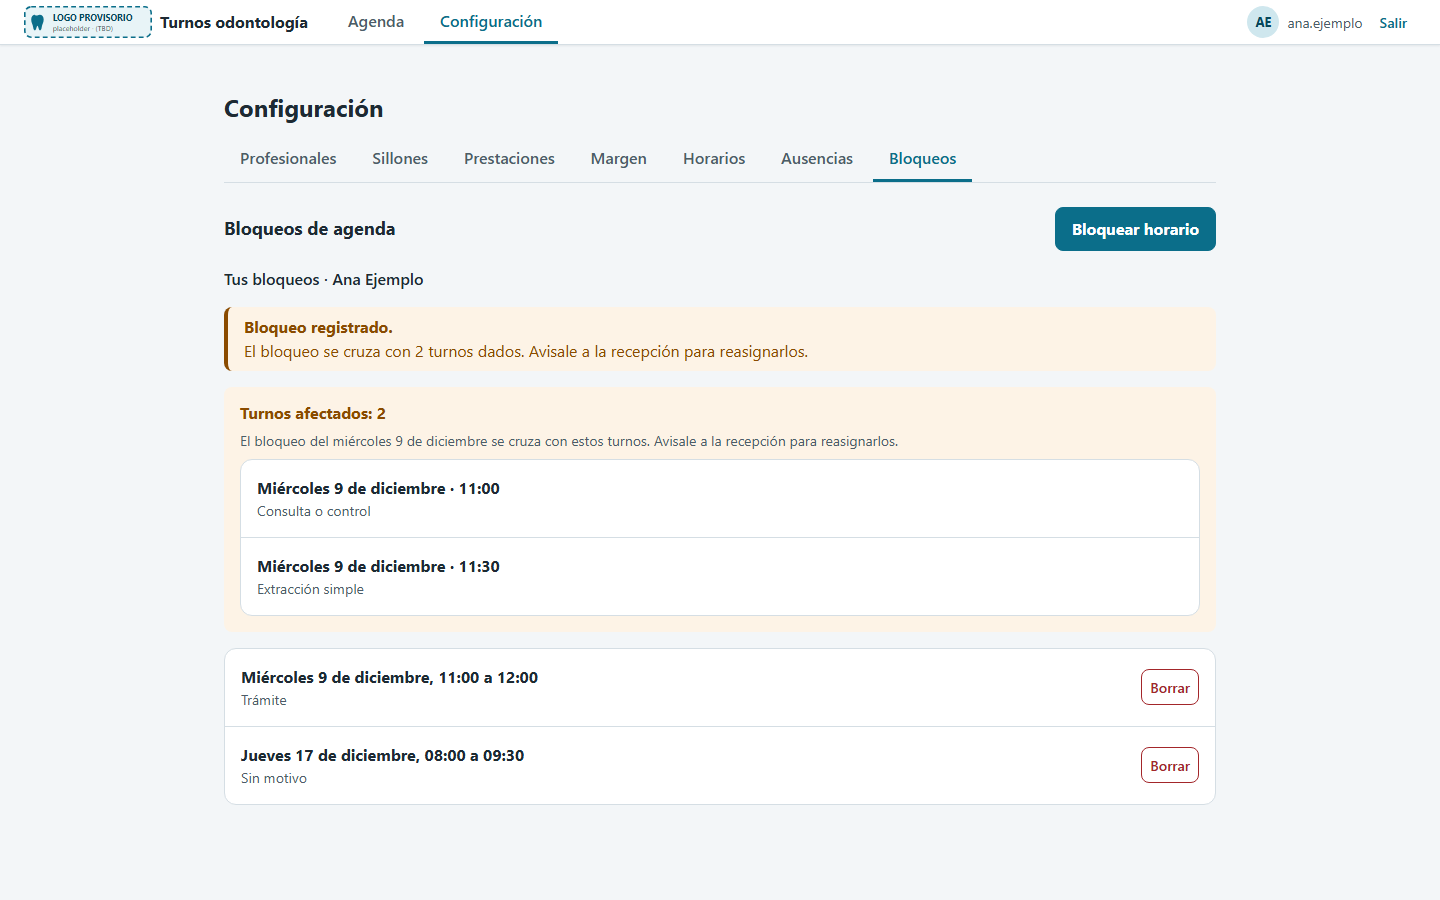 LOGO PROVISORIO
placeholder · (TBD)
Turnos odontología
Agenda
Configuración
AE
ana.ejemplo
Salir
Configuración
Profesionales
Sillones
Prestaciones
Margen
Horarios
Ausencias
Bloqueos
Bloqueos de agenda
Bloquear horario
Tus bloqueos · Ana Ejemplo
Bloqueo registrado.
El bloqueo se cruza con 2 turnos dados. Avisale a la recepción para reasignarlos.
Turnos afectados: 2
El bloqueo del miércoles 9 de diciembre se cruza con estos turnos. Avisale a la recepción para reasignarlos.
Miércoles 9 de diciembre · 11:00
Consulta o control
Miércoles 9 de diciembre · 11:30
Extracción simple
Miércoles 9 de diciembre, 11:00 a 12:00
Trámite
Borrar
Jueves 17 de diciembre, 08:00 a 09:30
Sin motivo
Borrar